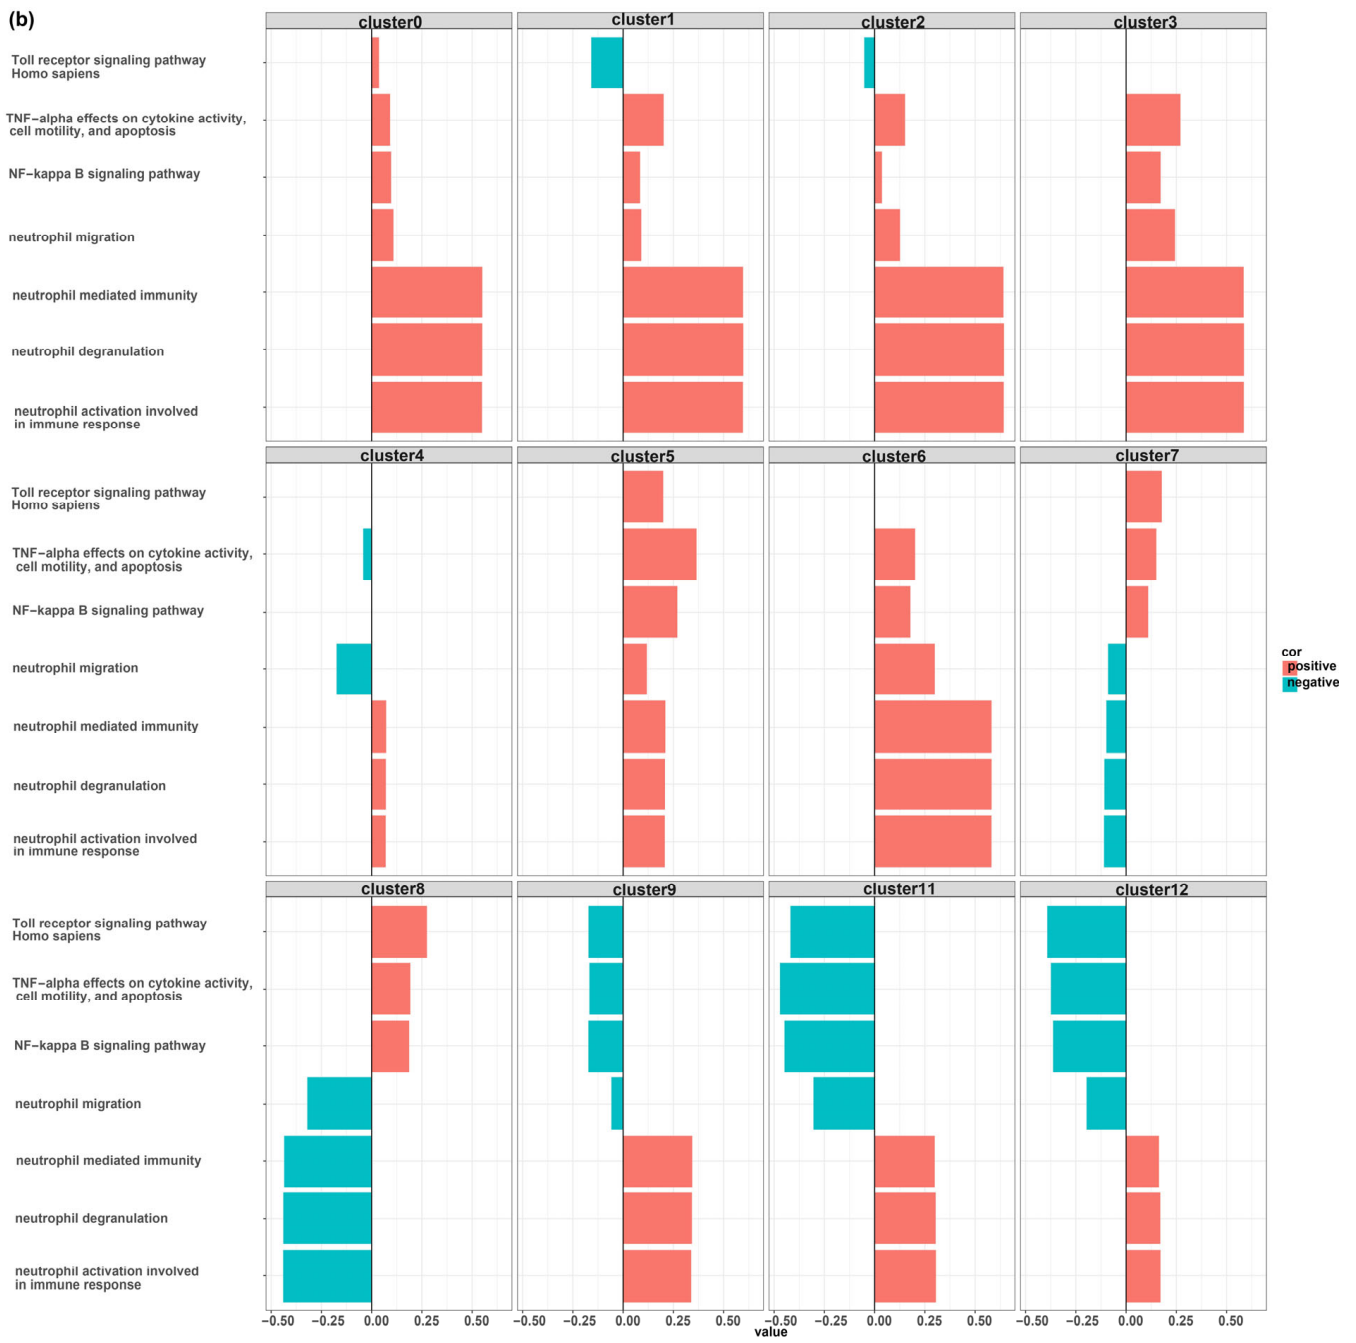 (b)
cluster0 cluster1 cluster2 cluster3
Toll receptor signaling pathway
Homo sapiens
TNF−alpha effects on cytokine activity,
cell motility, and apoptosis
NF−kappa B signaling pathway
neutrophil migration
neutrophil mediated immunity
neutrophil degranulation
neutrophil activation involved
in immune response
cluster4 cluster5 cluster6 cluster7
Toll receptor signaling pathway
Homo sapiens
TNF−alpha effects on cytokine activity,
cell motility, and apoptosis
NF−kappa B signaling pathway
neutrophil migration
neutrophil mediated immunity
neutrophil degranulation
neutrophil activation involved
in immune response
cor
positive
negative
cluster8 cluster9 cluster11 cluster12
Toll receptor signaling pathway
Homo sapiens
TNF−alpha effects on cytokine activity,
cell motility, and apoptosis
NF−kappa B signaling pathway
neutrophil migration
neutrophil mediated immunity
neutrophil degranulation
neutrophil activation involved
in immune response
−0.50 −0.25 0.00 0.25 0.50 −0.50 −0.25 0.00 0.25 0.50 −0.50 −0.25 0.00 0.25 0.50 −0.50 −0.25 0.00 0.25 0.50
value